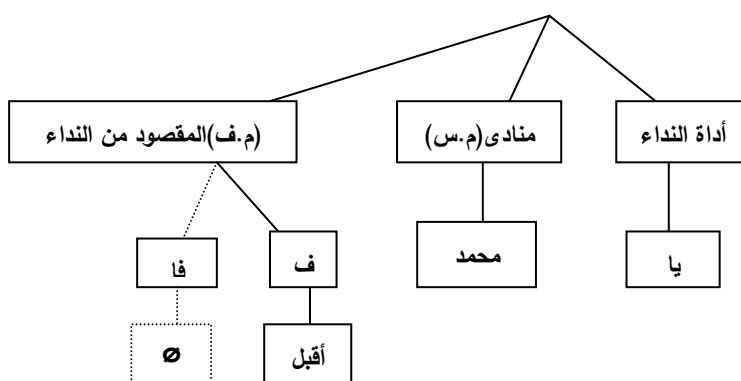 أداة النداء
منادى(م.س)
(م.ف)المقصود من النداء
يا
محمد
ف
فا
أقبل
Ø